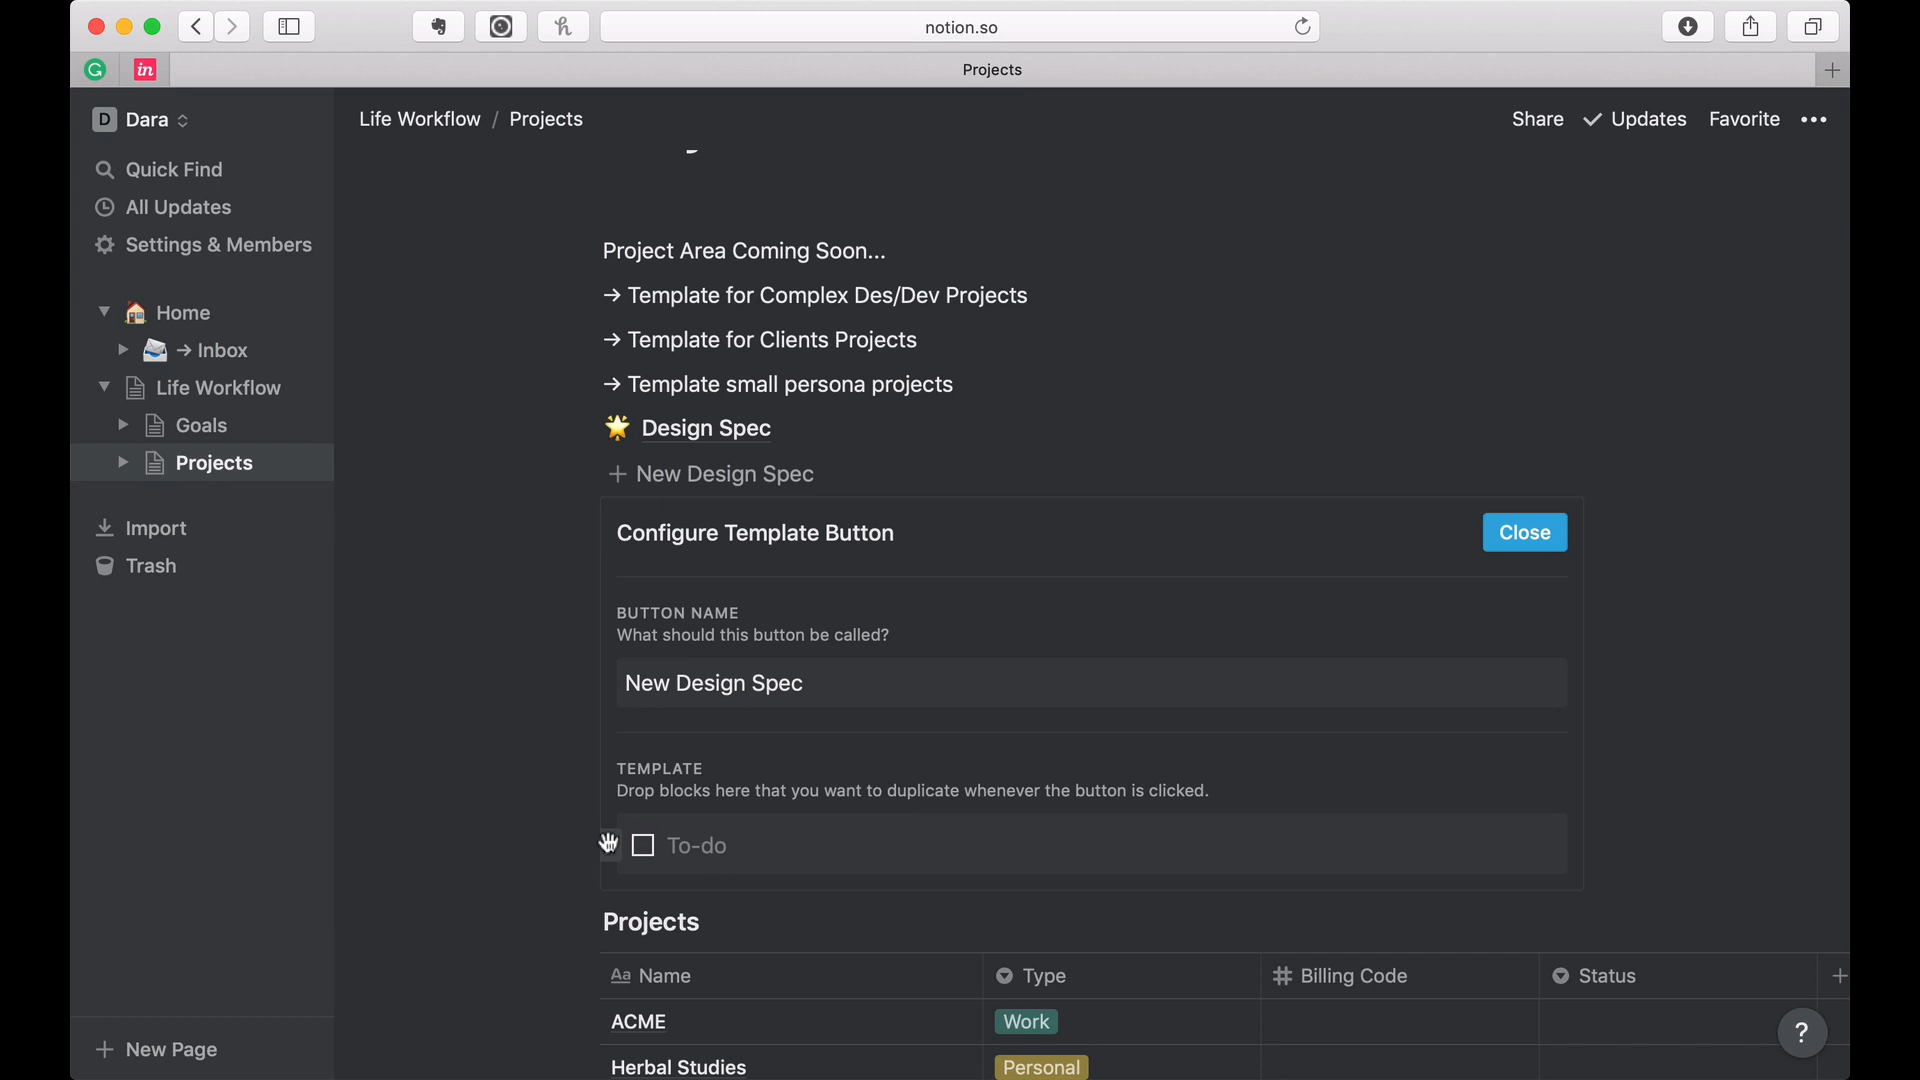 notion.so
Projects
D Dara
Life Workflow / Projects
Share Updates Favorite
Quick Find
All Updates
Settings & Members
Home
→ Inbox
Life Workflow
Goals
Projects
Import
Trash
New Page
Project Area Coming Soon...
→ Template for Complex Des/Dev Projects
→ Template for Clients Projects
→ Template small persona projects
Design Spec
+ New Design Spec
Configure Template Button
Close
BUTTON NAME
What should this button be called?
New Design Spec
TEMPLATE
Drop blocks here that you want to duplicate whenever the button is clicked.
To-do
Projects
Aa Name Type # Billing Code Status +
ACME Work
Herbal Studies Personal
?